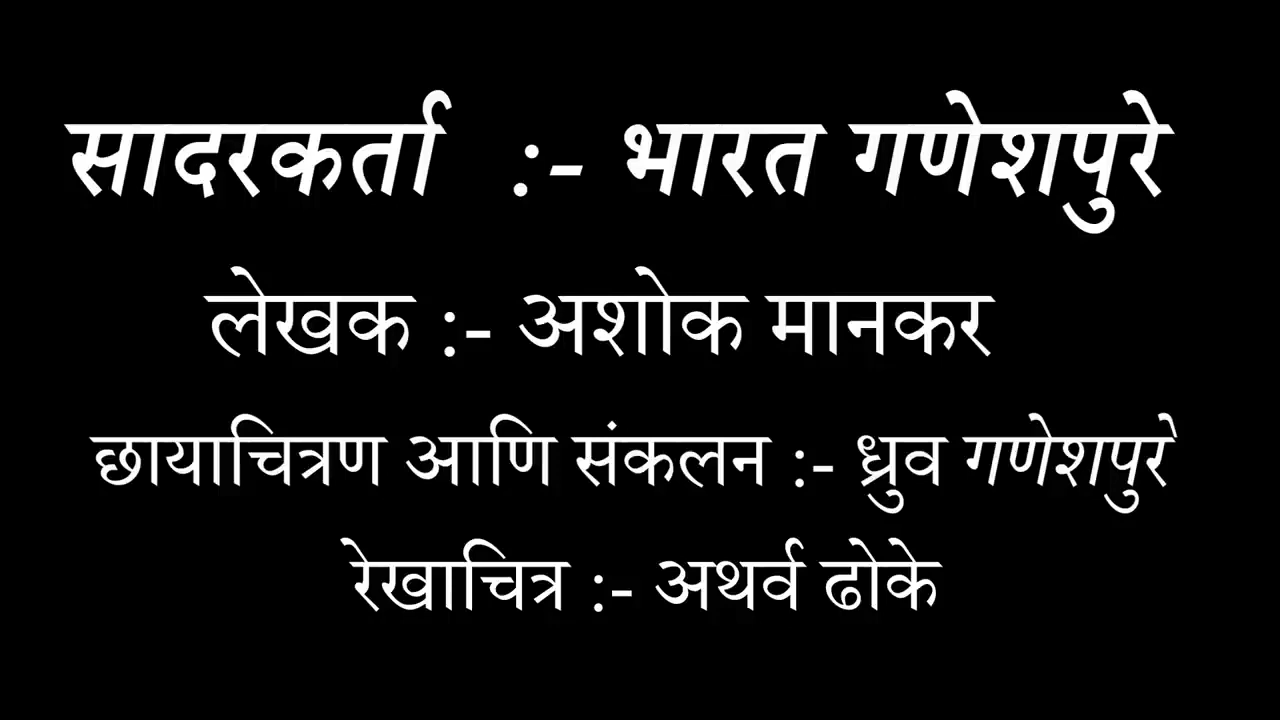 सादरकर्ता :- भारत गणेशपुरे
लेखक :- अशोक मानकर
छायाचित्रण आणि संकलन :- ध्रुव गणेशपुरे
रेखाचित्र :- अथर्व ढोके